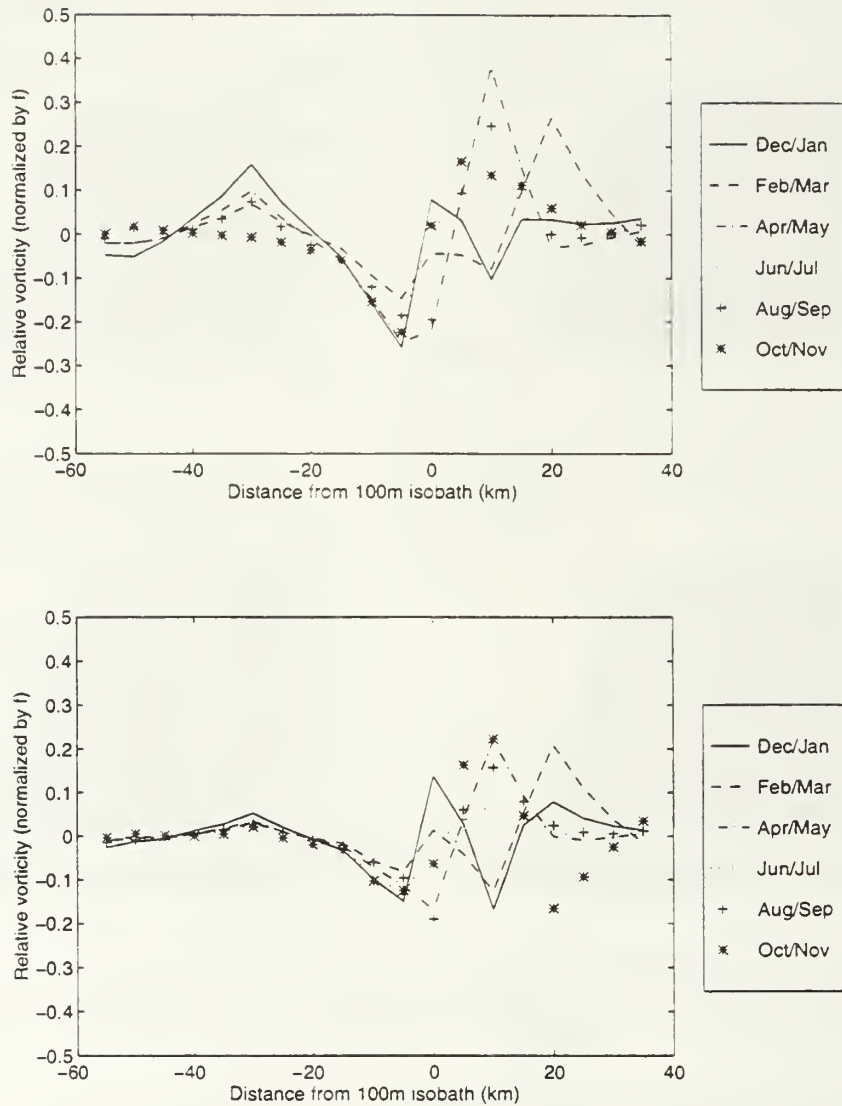 0.5
0.4
0.3
0.2
0.1
0
−0.1
−0.2
−0.3
−0.4
−0.5
Relative vorticity (normalized by f)
−60
−40
−20
0
20
40
Distance from 100m isobath (km)
Dec/Jan
Feb/Mar
Apr/May
Jun/Jul
Aug/Sep
Oct/Nov
0.5
0.4
0.3
0.2
0.1
0
−0.1
−0.2
−0.3
−0.4
−0.5
Relative vorticity (normalized by f)
−60
−40
−20
0
20
40
Distance from 100m isobath (km)
Dec/Jan
Feb/Mar
Apr/May
Jun/Jul
Aug/Sep
Oct/Nov